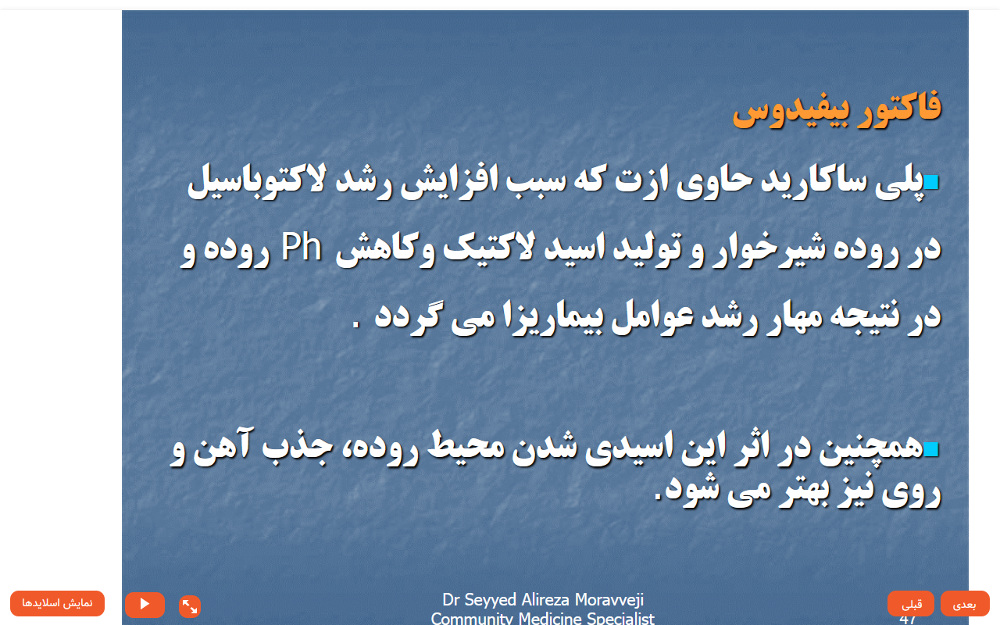 فاکتور بیفیدوس
پلی ساکارید حاوی ازت که سبب افزایش رشد لاکتوباسیل
در روده شیرخوار و تولید اسید لاکتیک وکاهش Ph روده و
در نتیجه مهار رشد عوامل بیماریزا می گردد .
همچنین در اثر این اسیدی شدن محیط روده، جذب آهن و
روی نیز بهتر می شود.
Dr Seyyed Alireza Moravveji
Community Medicine Specialist
47
بعدی
قبلی
نمایش اسلایدها